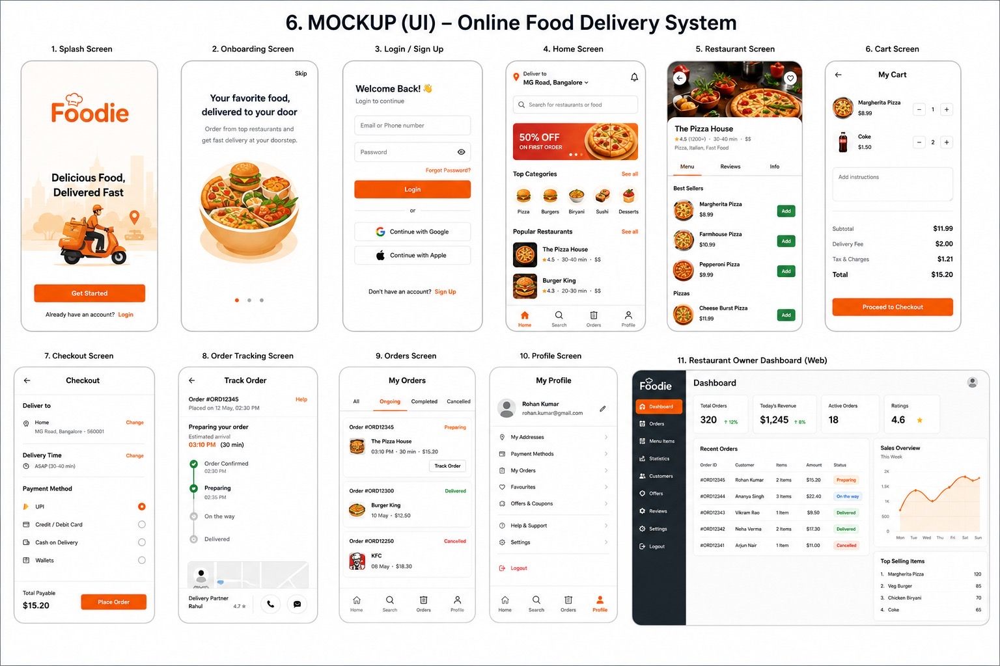 6. MOCKUP (UI) – Online Food Delivery System
1. Splash Screen
Foodie
Delicious Food,
Delivered Fast
Get Started
Already have an account? Login
2. Onboarding Screen
Skip
Your favorite food,
delivered to your door
Order from top restaurants and
get fast delivery at your doorstep.
3. Login / Sign Up
Welcome Back! 👋
Login to continue
Email or Phone number
Password
Forgot Password?
Login
or
Continue with Google
Continue with Apple
Don't have an account? Sign Up
4. Home Screen
Deliver to
MG Road, Bangalore
Search for restaurants or food
50% OFF
ON FIRST ORDER
Top Categories See all
Pizza Burgers Biryani Sushi Desserts
Popular Restaurants See all
The Pizza House
★4.5 · 30-40 min · $$
Burger King
★4.3 · 20-30 min · $$
Home Search Orders Profile
5. Restaurant Screen
The Pizza House
★4.5 (1200+) · 30-40 min · $$
Pizza, Italian, Fast Food
Menu Reviews Info
Best Sellers
Margherita Pizza
$8.99
Add
Farmhouse Pizza
$10.99
Add
Pepperoni Pizza
$9.99
Add
Pizzas
Cheese Burst Pizza
$11.99
Add
6. Cart Screen
My Cart
Margherita Pizza
$8.99
− 1 +
Coke
$1.50
− 2 +
Add instructions
Subtotal $11.99
Delivery Fee $2.00
Tax & Charges $1.21
Total $15.20
Proceed to Checkout
7. Checkout Screen
Checkout
Deliver to
Home Change
MG Road, Bangalore - 560001
Delivery Time Change
ASAP (30-40 min)
Payment Method
UPI
Credit / Debit Card
Cash on Delivery
Wallets
Total Payable
$15.20
Place Order
8. Order Tracking Screen
Track Order
Order #ORD12345 Help
Placed on 12 May, 02:30 PM
Preparing your order
Estimated arrival
03:10 PM (30 min)
Order Confirmed
02:30 PM
Preparing
02:35 PM
On the way
Delivered
Delivery Partner
Rahul 4.7 ★
9. Orders Screen
My Orders
All Ongoing Completed Cancelled
Order #ORD12345 Preparing
The Pizza House
03:10 PM · 30 min · $15.20
Track Order
Order #ORD12300 Delivered
Burger King
10 May · $12.50
Order #ORD12250 Cancelled
KFC
08 May · $18.30
Home Search Orders Profile
10. Profile Screen
My Profile
Rohan Kumar
rohan.kumar@gmail.com
My Addresses
Payment Methods
My Orders
Favourites
Offers & Coupons
Help & Support
Settings
Logout
Home Search Orders Profile
11. Restaurant Owner Dashboard (Web)
Foodie
Dashboard
Orders
Menu Items
Statistics
Customers
Offers
Reviews
Settings
Logout
Dashboard
Total Orders
320 ↑ 12%
Today's Revenue
$1,245 ↑ 8%
Active Orders
18
Ratings
4.6 ★
Recent Orders
Order ID Customer Items Amount Status
#ORD12345 Rohan Kumar 2 Items $15.20 Preparing
#ORD12344 Ananya Singh 3 Items $22.40 On the way
#ORD12343 Vikram Rao 1 Item $9.50 Delivered
#ORD12342 Neha Verma 2 Items $17.30 Delivered
#ORD12341 Arjun Nair 1 Item $11.00 Cancelled
Sales Overview
This Week
2K
1.5K
1K
500
0
Mon Tue Wed Thu Fri Sat Sun
Top Selling Items
1. Margherita Pizza 120
2. Veg Burger 85
3. Chicken Biryani 70
4. Coke 65